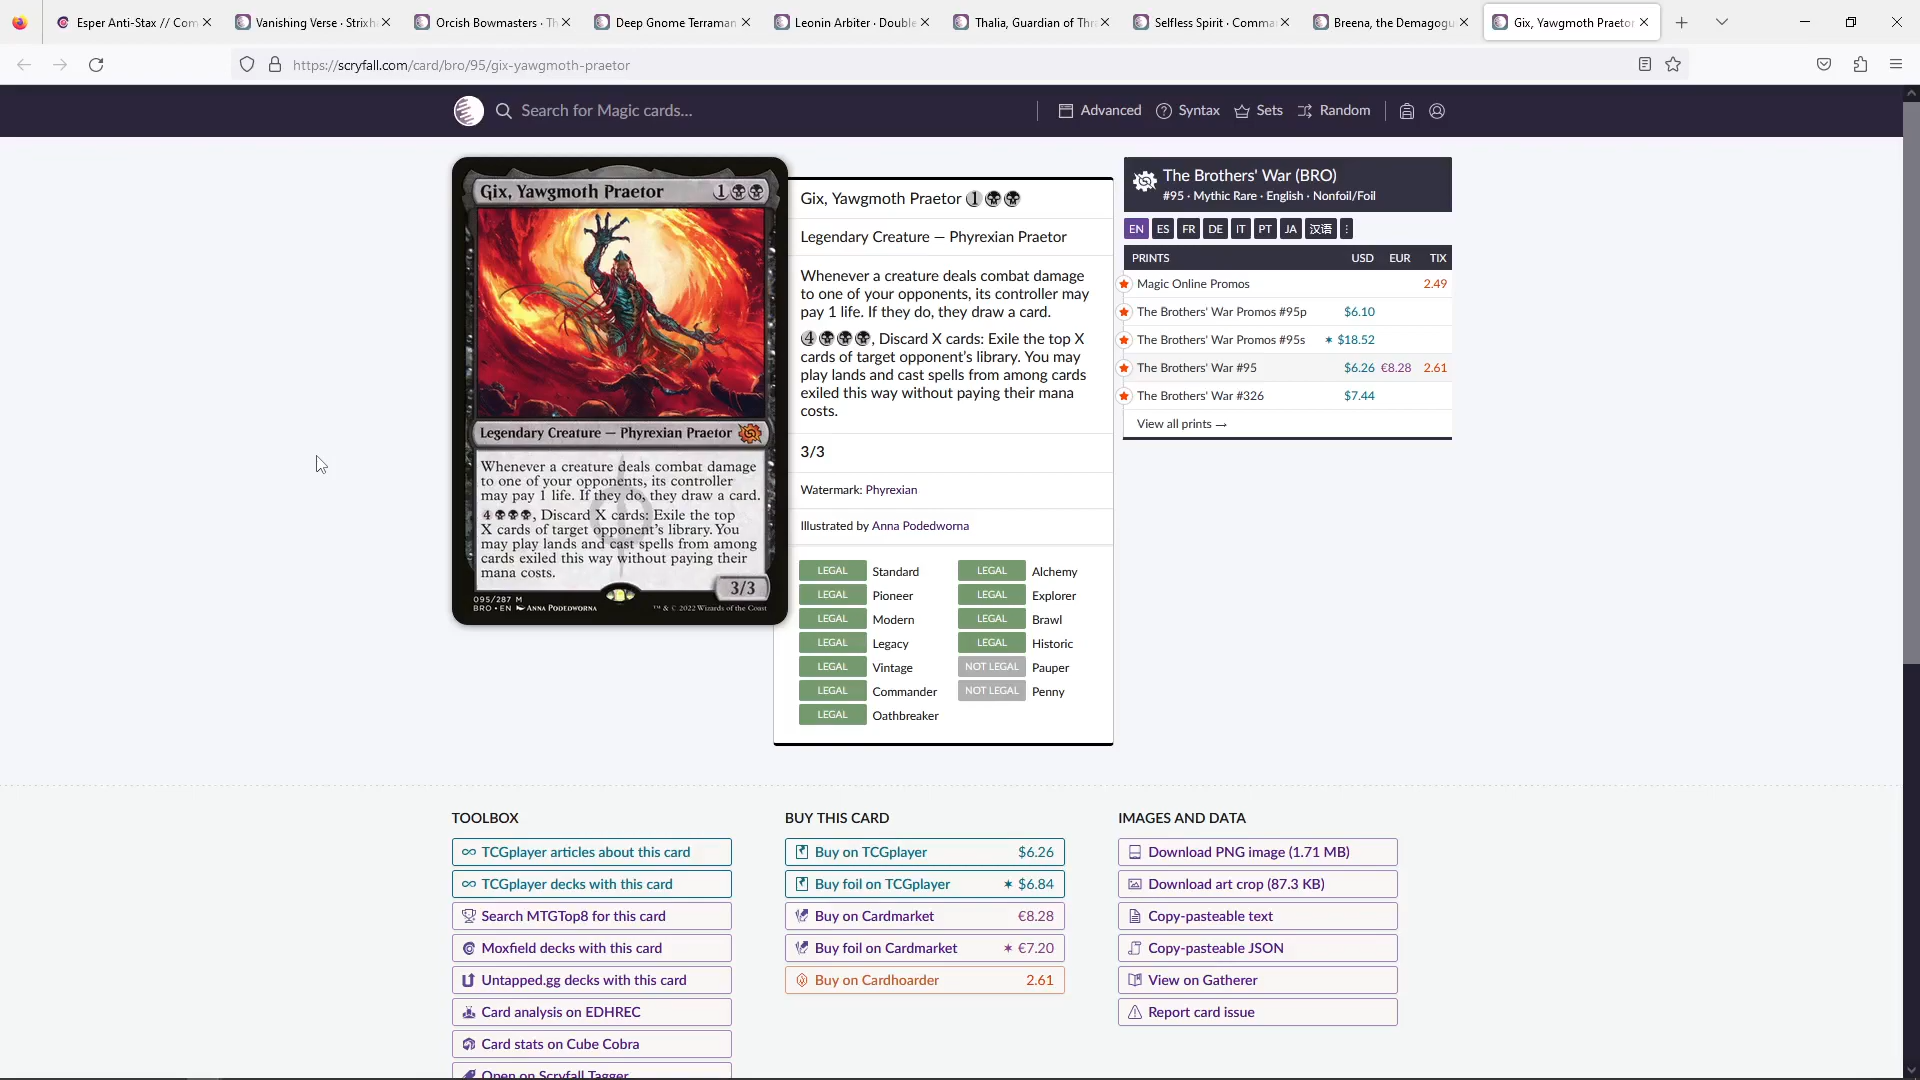 Esper Anti-Stax // Com
Vanishing Verse · Strixh
Orcish Bowmasters · Th
Deep Gnome Terraman
Leonin Arbiter · Double
Thalia, Guardian of Thr
Selfless Spirit · Comma
Breena, the Demagogu
Gix, Yawgmoth Praetor
https://scryfall.com/card/bro/95/gix-yawgmoth-praetor
Search for Magic cards...
Advanced
Syntax
Sets
Random
Gix, Yawgmoth Praetor 1
Legendary Creature — Phyrexian Praetor
Whenever a creature deals combat damage
to one of your opponents, its controller
may pay 1 life. If they do, they draw a card.
4, Discard X cards: Exile the top
X cards of target opponent's library. You
may play lands and cast spells from among
cards exiled this way without paying their
mana costs.
3/3
095/287 M
BRO • EN Anna Podedworna
™ & © 2022 Wizards of the Coast
Gix, Yawgmoth Praetor 1
Legendary Creature — Phyrexian Praetor
Whenever a creature deals combat damage
to one of your opponents, its controller may
pay 1 life. If they do, they draw a card.
4, Discard X cards: Exile the top X
cards of target opponent's library. You may
play lands and cast spells from among cards
exiled this way without paying their mana
costs.
3/3
Watermark: Phyrexian
Illustrated by Anna Podedworna
LEGAL Standard LEGAL Alchemy
LEGAL Pioneer LEGAL Explorer
LEGAL Modern LEGAL Brawl
LEGAL Legacy LEGAL Historic
LEGAL Vintage NOT LEGAL Pauper
LEGAL Commander NOT LEGAL Penny
LEGAL Oathbreaker
The Brothers' War (BRO)
#95 · Mythic Rare · English · Nonfoil/Foil
EN ES FR DE IT PT JA 汉语
PRINTS USD EUR TIX
Magic Online Promos 2.49
The Brothers' War Promos #95p $6.10
The Brothers' War Promos #95s $18.52
The Brothers' War #95 $6.26 €8.28 2.61
The Brothers' War #326 $7.44
View all prints →
TOOLBOX
TCGplayer articles about this card
TCGplayer decks with this card
Search MTGTop8 for this card
Moxfield decks with this card
Untapped.gg decks with this card
Card analysis on EDHREC
Card stats on Cube Cobra
Open on Scryfall Tagger
BUY THIS CARD
Buy on TCGplayer $6.26
Buy foil on TCGplayer $6.84
Buy on Cardmarket €8.28
Buy foil on Cardmarket €7.20
Buy on Cardhoarder 2.61
IMAGES AND DATA
Download PNG image (1.71 MB)
Download art crop (87.3 KB)
Copy-pasteable text
Copy-pasteable JSON
View on Gatherer
Report card issue